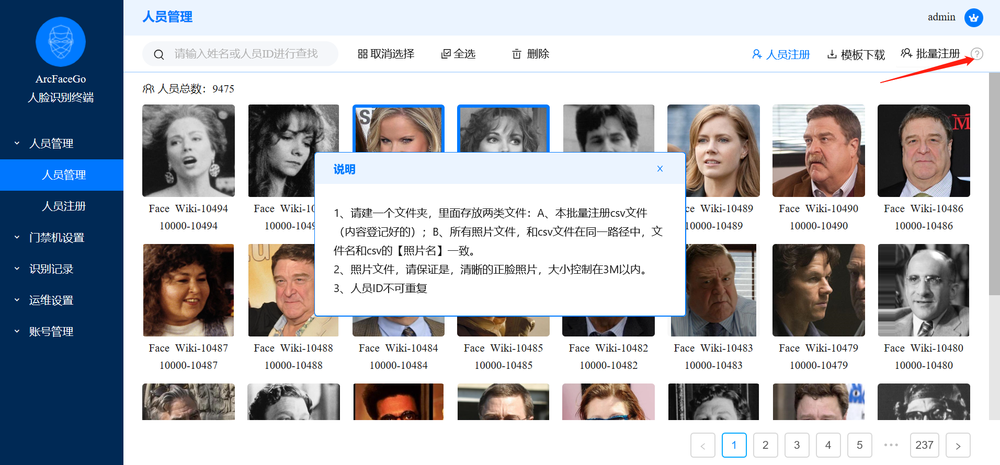 人员管理
admin
ArcFaceGo
人脸识别终端
人员管理
人员管理
人员注册
门禁机设置
识别记录
运维设置
账号管理
请输入姓名或人员ID进行查找
取消选择
全选
删除
人员注册
模板下载
批量注册
?
人员总数：9475
M
Face Wiki-10494
10000-10494
Face Wiki-10
10000-1049
ce Wiki-10489
10000-10489
Face Wiki-10490
10000-10490
Face Wiki-10486
10000-10486
说明
X
1、请建一个文件夹，里面存放两类文件：A、本批量注册csv文件
（内容登记好的）；B、所有照片文件，和csv文件在同一路径中，文
件名和csv的【照片名】一致。
2、照片文件，请保证是，清晰的正脸照片，大小控制在3M以内。
3、人员ID不可重复
Face Wiki-10487
10000-10487
Face Wiki-10488
10000-10488
Face Wiki-10484
10000-10484
Face Wiki-10485
10000-10485
Face Wiki-10482
10000-10482
Face Wiki-10483
10000-10483
Face Wiki-10479
10000-10479
Face Wiki-10480
10000-10480
< 1 2 3 4 5 ••• 237 >